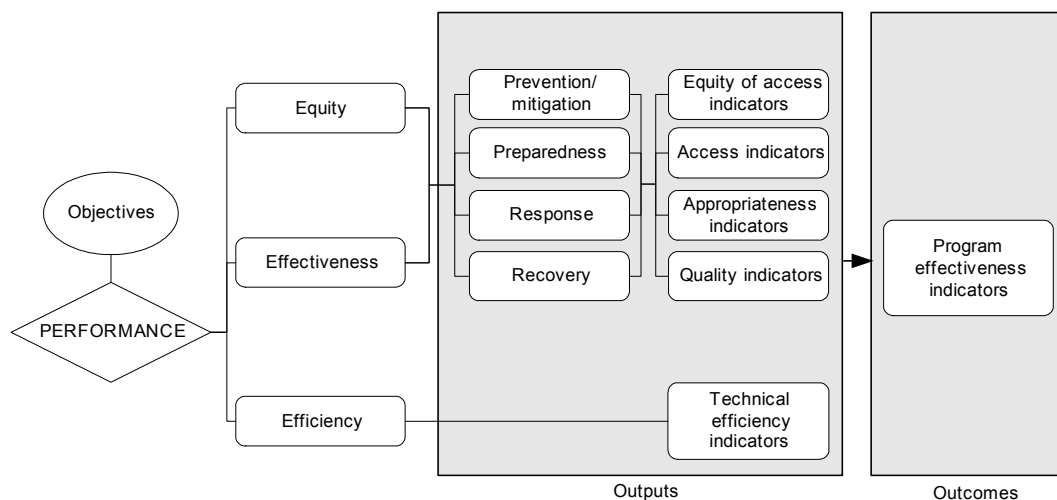 Objectives
PERFORMANCE
Equity
Effectiveness
Efficiency
Prevention/
mitigation
Preparedness
Response
Recovery
Equity of access
indicators
Access indicators
Appropriateness
indicators
Quality indicators
Technical
efficiency
indicators
Outputs
Program
effectiveness
indicators
Outcomes